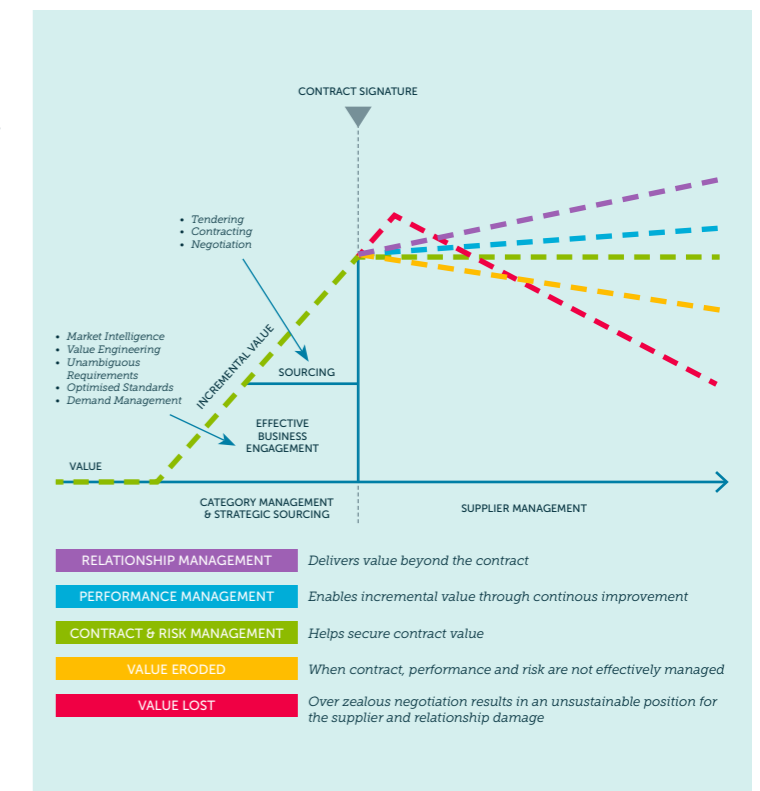 CONTRACT SIGNATURE
• Tendering
• Contracting
• Negotiation
• Market Intelligence
• Value Engineering
• Unambiguous
Requirements
• Optimised Standards
• Demand Management
INCREMENTAL VALUE
SOURCING
EFFECTIVE
BUSINESS
ENGAGEMENT
VALUE
CATEGORY MANAGEMENT
& STRATEGIC SOURCING
SUPPLIER MANAGEMENT
RELATIONSHIP MANAGEMENT
Delivers value beyond the contract
PERFORMANCE MANAGEMENT
Enables incremental value through continous improvement
CONTRACT & RISK MANAGEMENT
Helps secure contract value
VALUE ERODED
When contract, performance and risk are not effectively managed
VALUE LOST
Over zealous negotiation results in an unsustainable position for
the supplier and relationship damage